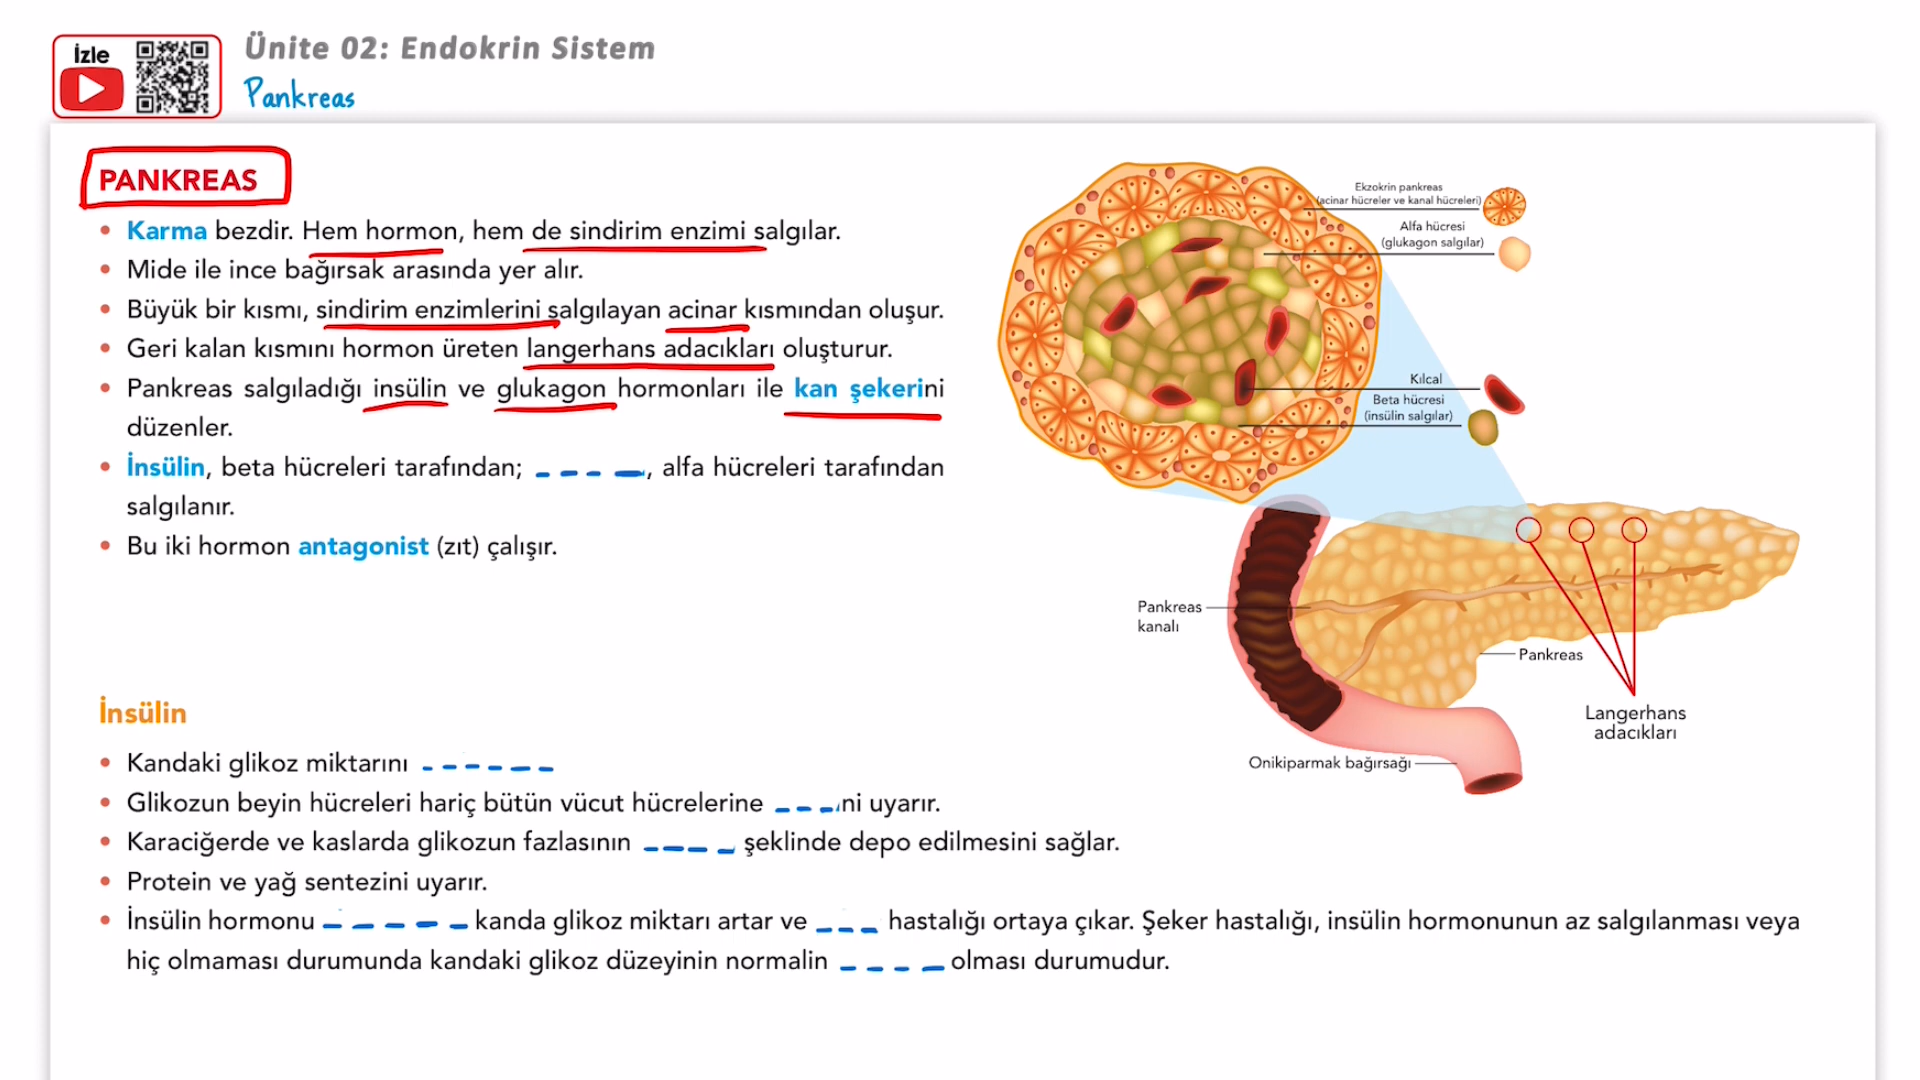 İzle
Ünite 02: Endokrin Sistem
Pankreas
PANKREAS
• Karma bezdir. Hem hormon, hem de sindirim enzimi salgılar.
• Mide ile ince bağırsak arasında yer alır.
• Büyük bir kısmı, sindirim enzimlerini salgılayan acinar kısmından oluşur.
• Geri kalan kısmını hormon üreten langerhans adacıkları oluşturur.
• Pankreas salgıladığı insülin ve glukagon hormonları ile kan şekerini
düzenler.
• İnsülin, beta hücreleri tarafından; _ _ _ _, alfa hücreleri tarafından
salgılanır.
• Bu iki hormon antagonist (zıt) çalışır.
Ekzokrin pankreas
(acinar hücreler ve kanal hücreleri)
Alfa hücresi
(glukagon salgılar)
Kılcal
Beta hücresi
(insülin salgılar)
Pankreas
kanalı
Pankreas
Langerhans
adacıkları
Onikiparmak bağırsağı
İnsülin
• Kandaki glikoz miktarını _ _ _ _ _ _
• Glikozun beyin hücreleri hariç bütün vücut hücrelerine _ _ _ni uyarır.
• Karaciğerde ve kaslarda glikozun fazlasının _ _ _ _ şeklinde depo edilmesini sağlar.
• Protein ve yağ sentezini uyarır.
• İnsülin hormonu _ _ _ _ _ kanda glikoz miktarı artar ve _ _ _ hastalığı ortaya çıkar. Şeker hastalığı, insülin hormonunun az salgılanması veya
hiç olmaması durumunda kandaki glikoz düzeyinin normalin _ _ _ _ olması durumudur.